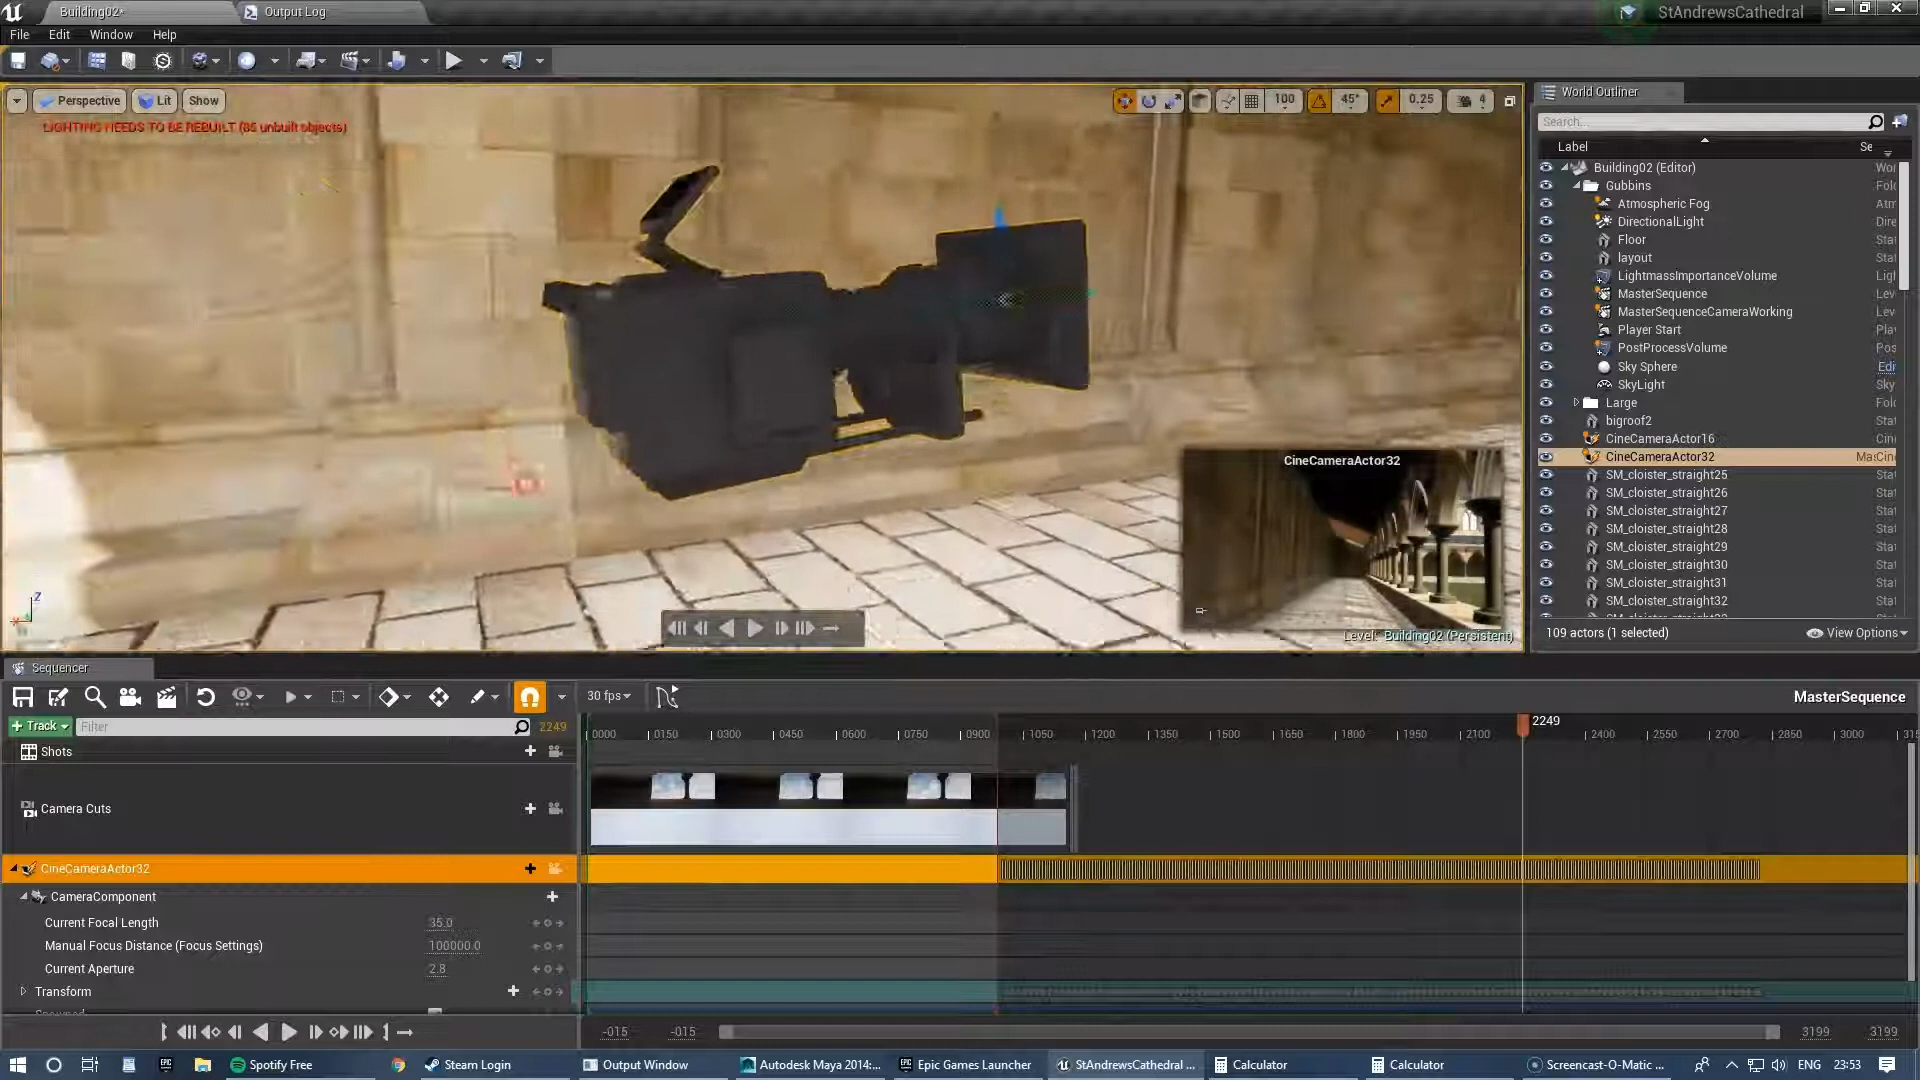 Building02*
Output Log
StAndrewsCathedral
File Edit Window Help
Perspective Lit Show
100 45° 0.25 4
LIGHTING NEEDS TO BE REBUILT (85 unbuilt objects)
World Outliner
Search...
Label
Building02 (Editor)
Gubbins
Atmospheric Fog
DirectionalLight
Floor
layout
LightmassImportanceVolume
MasterSequence
MasterSequenceCameraWorking
Player Start
PostProcessVolume
Sky Sphere
SkyLight
Large
bigroof2
CineCameraActor16
CineCameraActor32
SM_cloister_straight25
SM_cloister_straight26
SM_cloister_straight27
SM_cloister_straight28
SM_cloister_straight29
SM_cloister_straight30
SM_cloister_straight31
SM_cloister_straight32
109 actors (1 selected)
View Options
CineCameraActor32
Level: Building02 (Persistent)
Z
Sequencer
30 fps
MasterSequence
Track
Filter
2249
2249
0000 0150 0300 0450 0600 0750 0900 1050 1200 1350 1500 1650 1800 1950 2100 2400 2550 2700 2850 3000
Shots
Camera Cuts
CineCameraActor32
CameraComponent
Current Focal Length 35.0
Manual Focus Distance (Focus Settings) 100000.0
Current Aperture 2.8
Transform
-015 -015 3199 3199
Spotify Free
Steam Login
Output Window
Autodesk Maya 2014:...
Epic Games Launcher
StAndrewsCathedral ...
Calculator
Calculator
Screencast-O-Matic ...
ENG 23:53